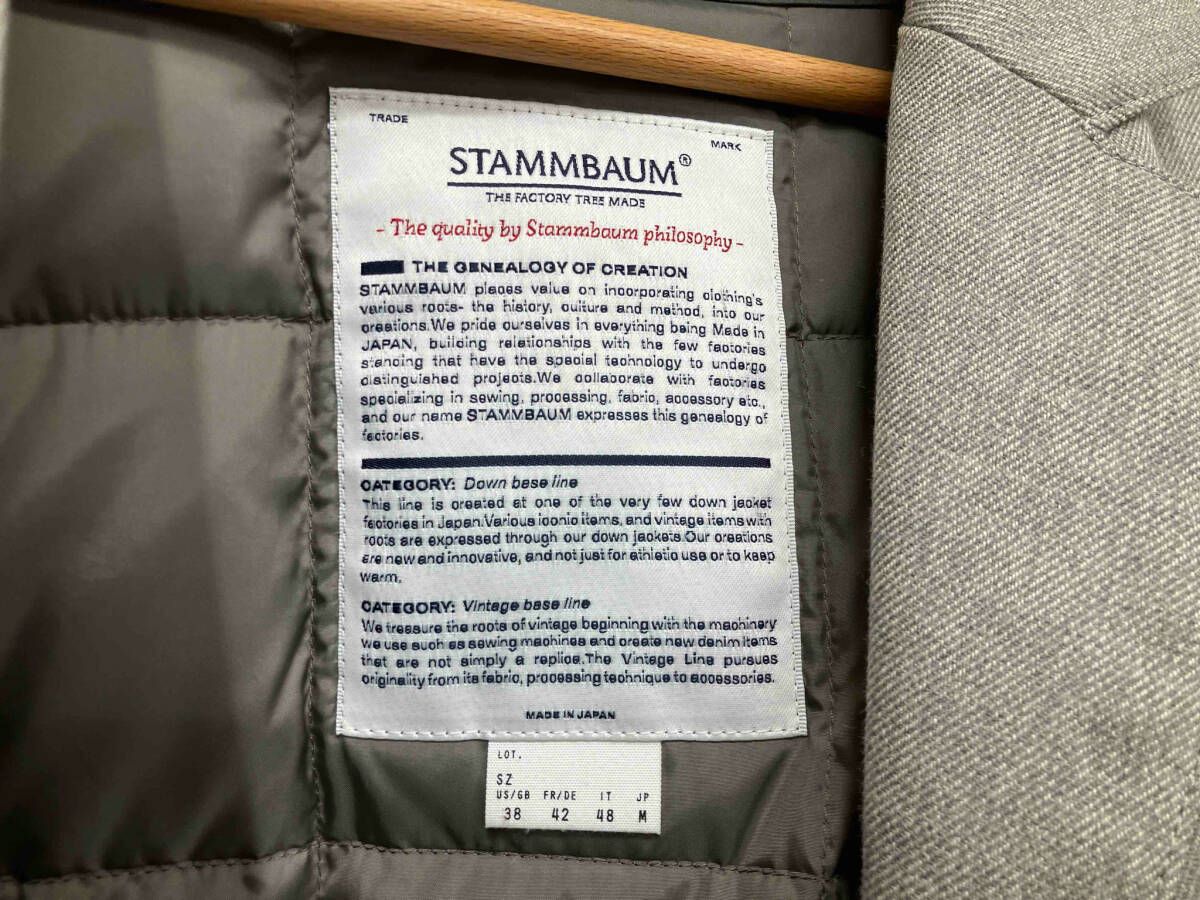 TRADE
MARK
STAMMBAUM®
THE FACTORY TREE MADE
- The quality by Stammbaum philosophy -
THE GENEALOGY OF CREATION
STAMMBAUM places value on incorporating clothing's
various roots- the history, culture and method, into our
creations.We pride ourselves in everything being Made in
JAPAN, building relationships with the few factories
standing that have the special technology to undergo
distinguished projects.We collaborate with factories
specializing in sewing, processing, fabric, accessory etc.,
and our name STAMMBAUM expresses this genealogy of
factories.
CATEGORY: Down base line
This line is created at one of the very few down jacket
factories in Japan.Various iconic items, and vintage items with
roots are expressed through our down jackets.Our creations
are new and innovative, and not just for athletic use or to keep
warm.
CATEGORY: Vintage base line
We treasure the roots of vintage beginning with the machinery
we use such as sewing machines and create new denim items
that are not simply a replica.The Vintage Line pursues
originality from its fabric, processing technique to accessories.
MADE IN JAPAN
LOT.
SZ
US/GB FR/DE IT JP
38 42 48 M